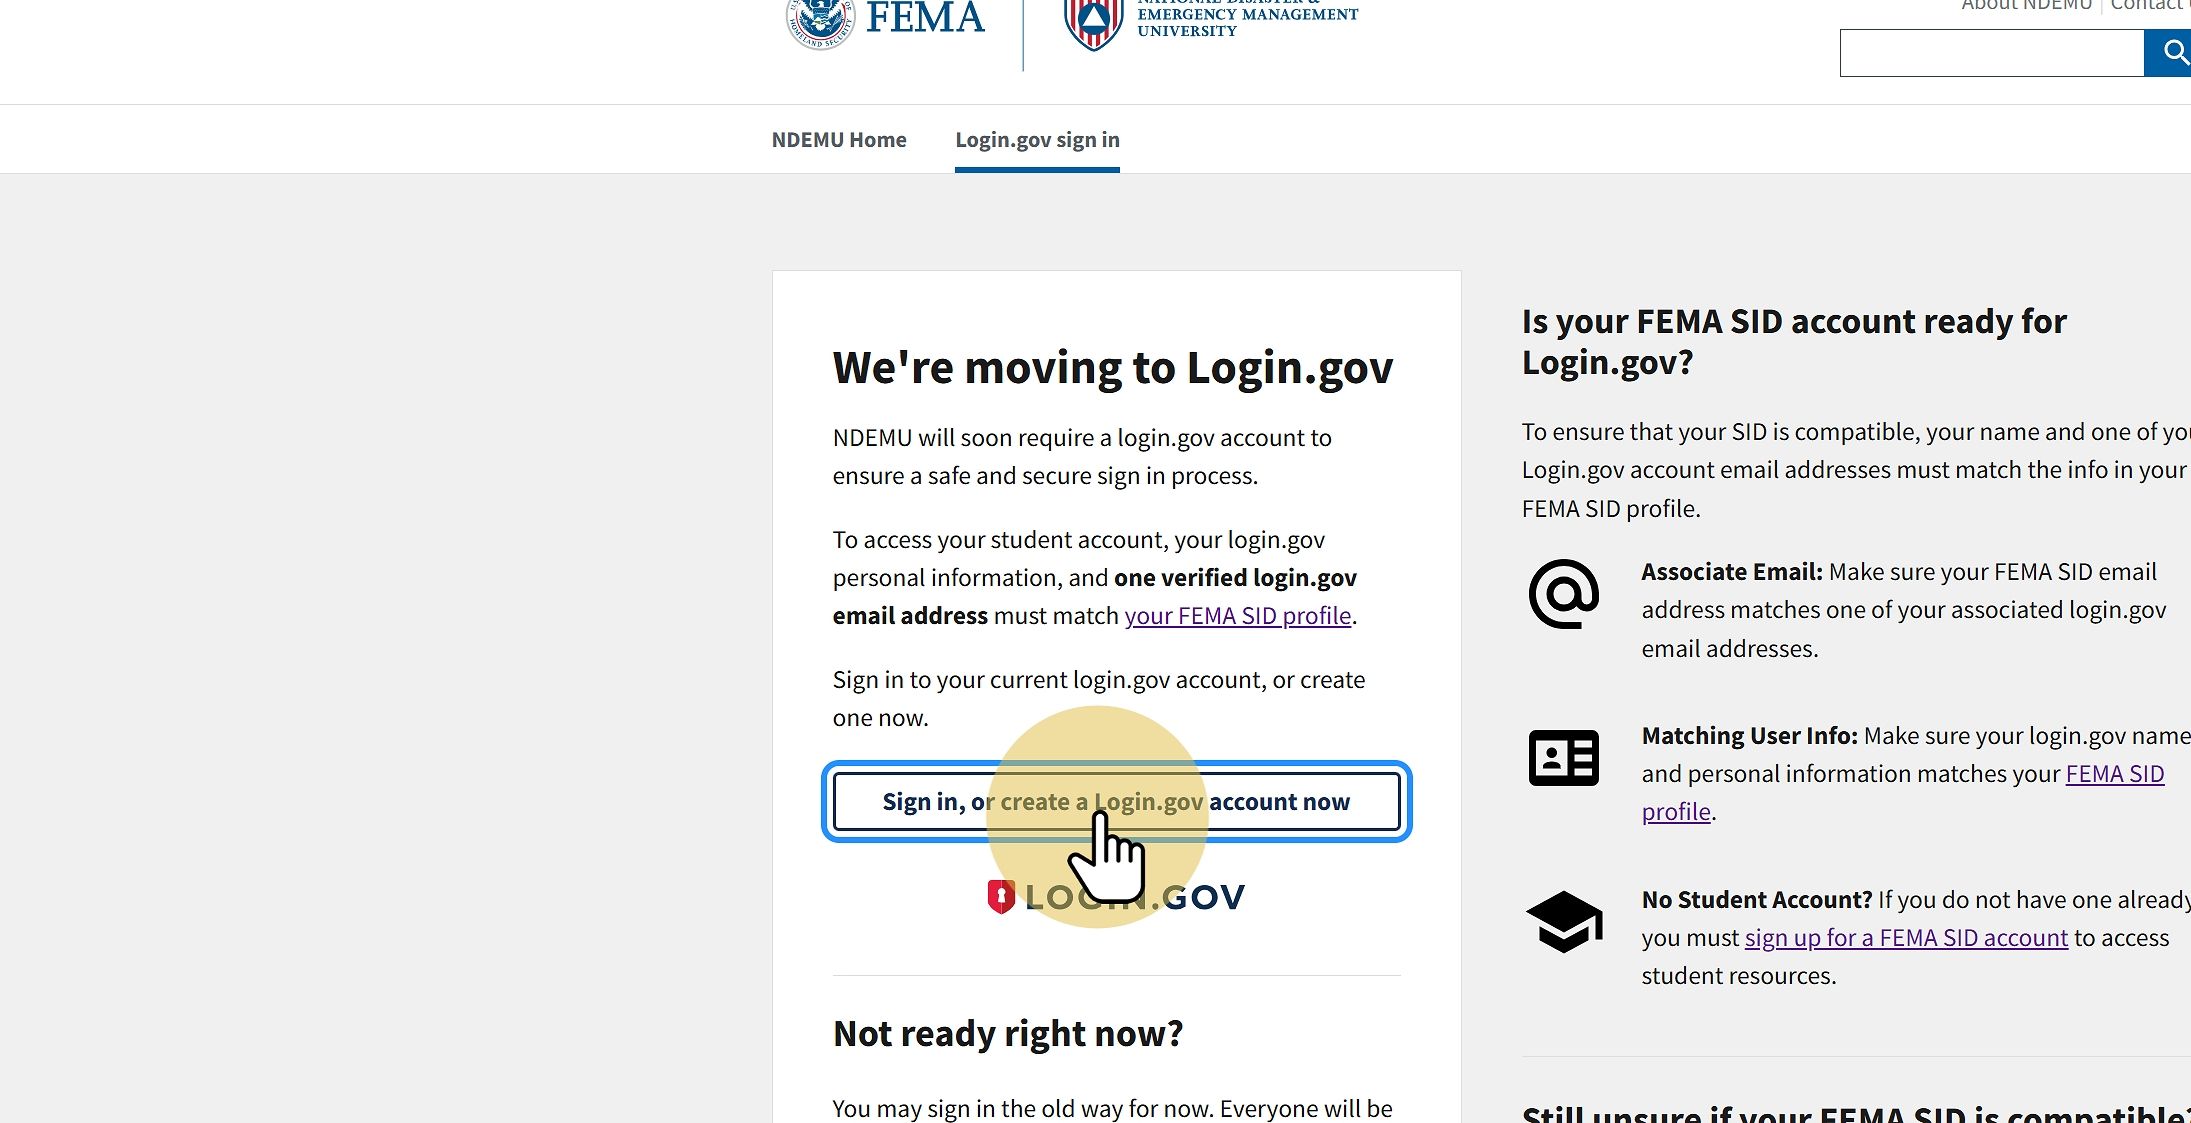 FEMA
EMERGENCY MANAGEMENT
UNIVERSITY
HOMELAND SECURITY
About NDEMU
Contact
NDEMU Home
Login.gov sign in
We're moving to Login.gov
NDEMU will soon require a login.gov account to
ensure a safe and secure sign in process.
To access your student account, your login.gov
personal information, and one verified login.gov
email address must match your FEMA SID profile.
Sign in to your current login.gov account, or create
one now.
Sign in, or create a Login.gov account now
LOGIN.GOV
Not ready right now?
You may sign in the old way for now. Everyone will be
Is your FEMA SID account ready for
Login.gov?
To ensure that your SID is compatible, your name and one of
Login.gov account email addresses must match the info in your
FEMA SID profile.
Associate Email: Make sure your FEMA SID email
address matches one of your associated login.gov
email addresses.
Matching User Info: Make sure your login.gov name
and personal information matches your FEMA SID
profile.
No Student Account? If you do not have one already
you must sign up for a FEMA SID account to access
student resources.
Still unsure if your FEMA SID is compatible?